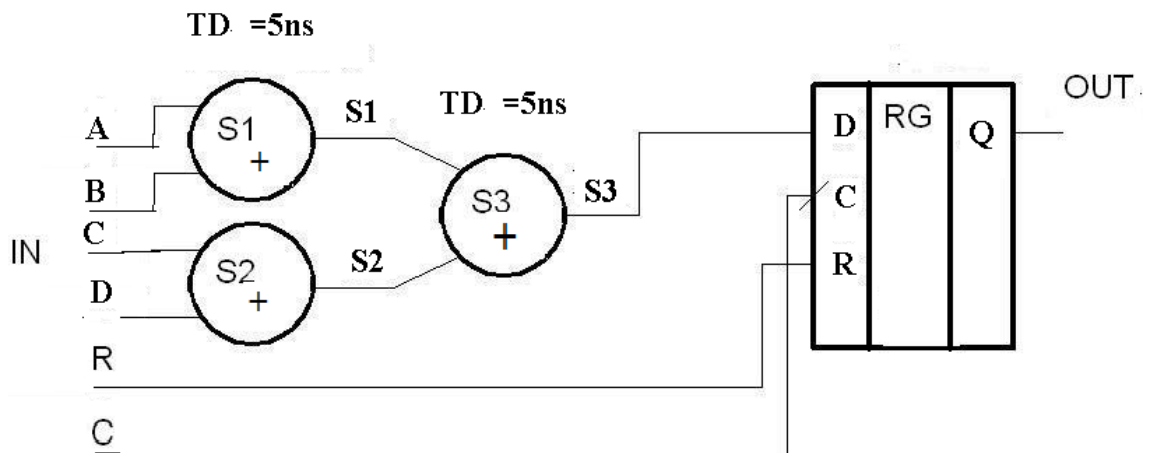 TD =5ns
TD =5ns
OUT
A
S1
+
S1
D
RG
Q
B
S3
+
S3
C
C
IN
S2
+
S2
R
D
R
C